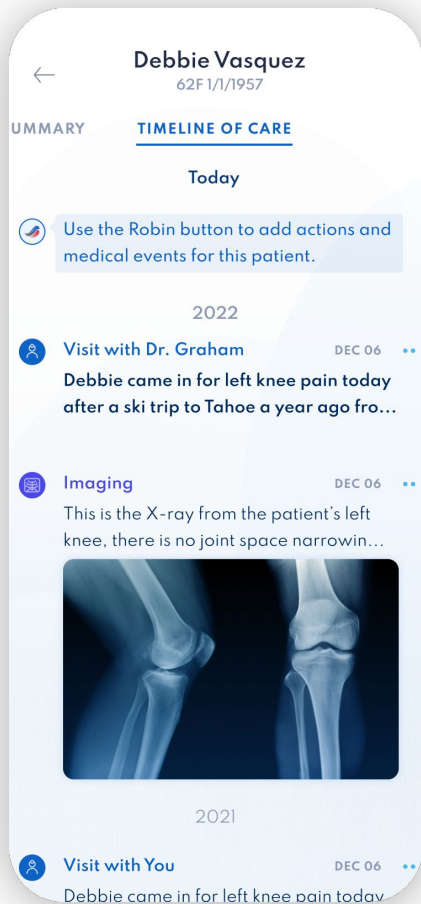 Debbie Vasquez
62F 1/1/1957
UMMARY
TIMELINE OF CARE
Today
Use the Robin button to add actions and
medical events for this patient.
2022
Visit with Dr. Graham DEC 06
Debbie came in for left knee pain today
after a ski trip to Tahoe a year ago fro...
Imaging DEC 06
This is the X-ray from the patient's left
knee, there is no joint space narrowin...
2021
Visit with You DEC 06
Debbie came in for left knee pain today